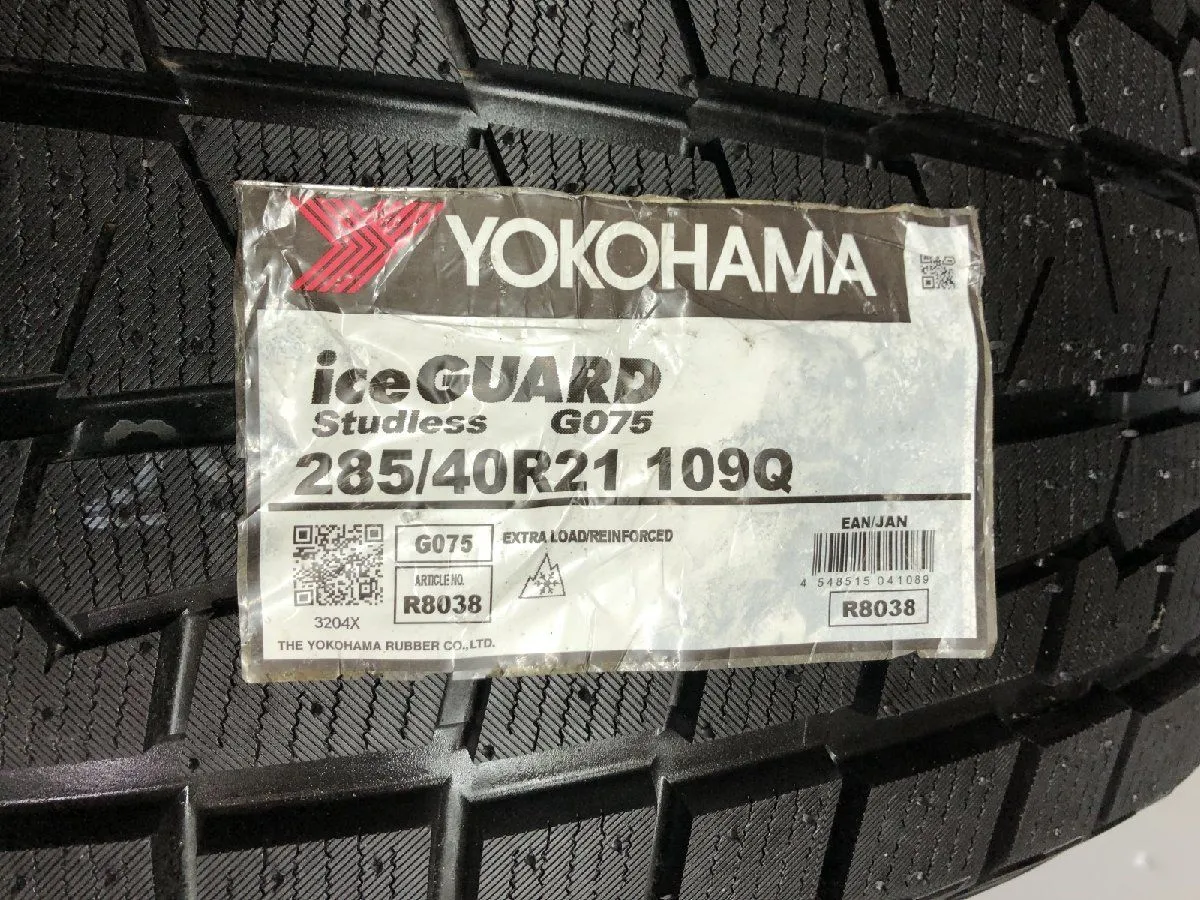 YOKOHAMA
iceGUARD
Studless G075
285/40R21 109Q
G075
ARTICLE NO.
R8038
3204X
EXTRA LOAD/REINFORCED
EAN/JAN
4 548515 041089
R8038
THE YOKOHAMA RUBBER CO.,LTD.